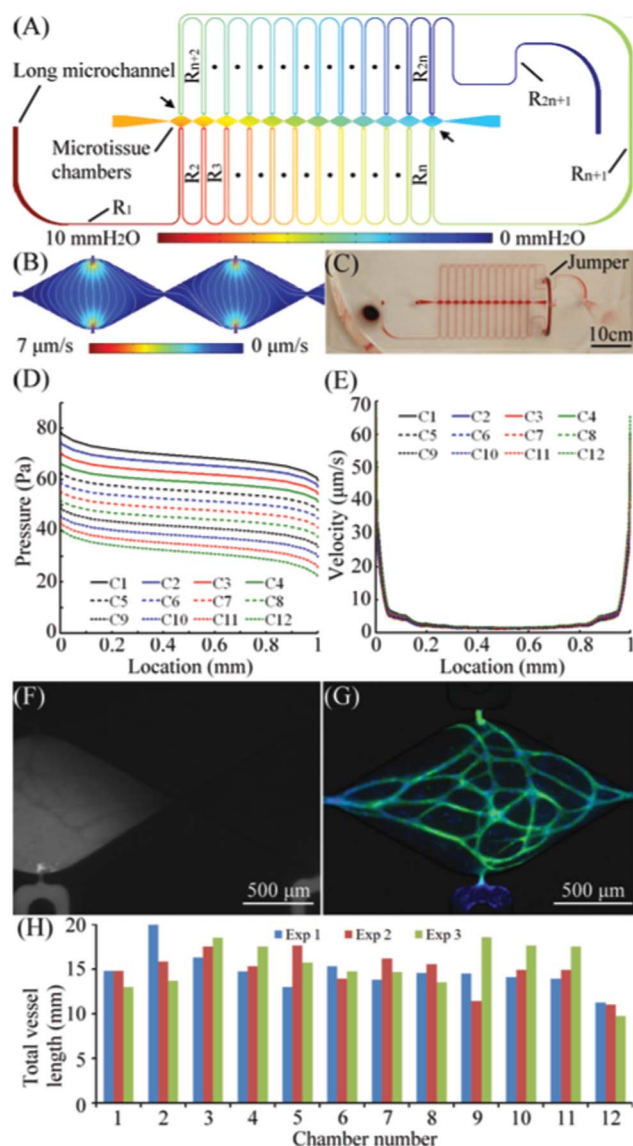 (A)
Long microchannel
Microtissue
chambers
R1
R2
R3
Rn
Rn+2
R2n
R2n+1
Rn+1
10 mmH2O
0 mmH2O
(B)
7 μm/s
0 μm/s
(C)
Jumper
10cm
(D)
Pressure (Pa)
80
60
40
20
0
C1 C2 C3 C4
C5 C6 C7 C8
C9 C10 C11 C12
0 0.2 0.4 0.6 0.8 1
Location (mm)
(E)
Velocity (μm/s)
70
60
50
40
30
20
10
0
C1 C2 C3 C4
C5 C6 C7 C8
C9 C10 C11 C12
0 0.2 0.4 0.6 0.8 1
Location (mm)
(F)
500 μm
(G)
500 μm
(H)
Total vessel
length (mm)
20
15
10
5
0
Exp 1 Exp 2 Exp 3
1 2 3 4 5 6 7 8 9 10 11 12
Chamber number